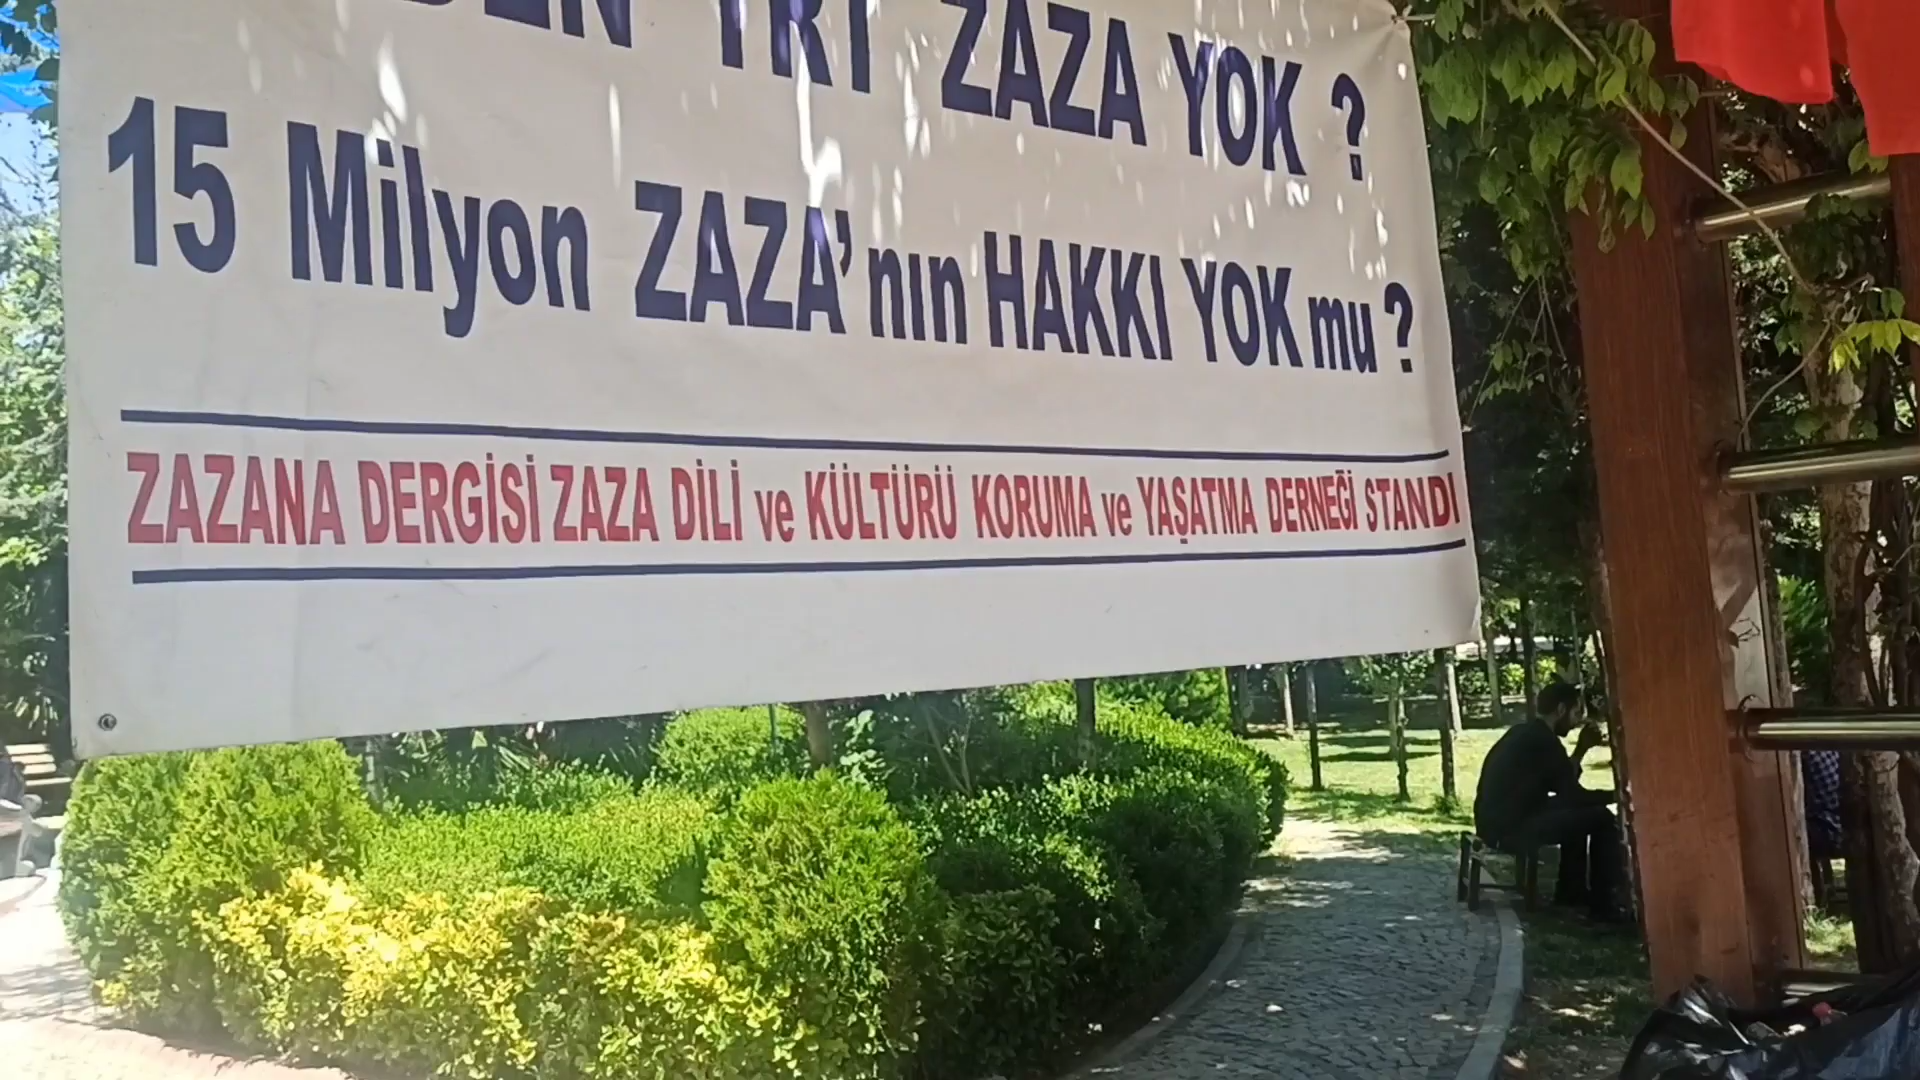 TRT ZAZA YOK ?
15 Milyon ZAZA'nın HAKKI YOK mu ?
ZAZANA DERGİSİ ZAZA DİLİ ve KÜLTÜRÜ KORUMA ve YAŞATMA DERNEĞİ STANDI